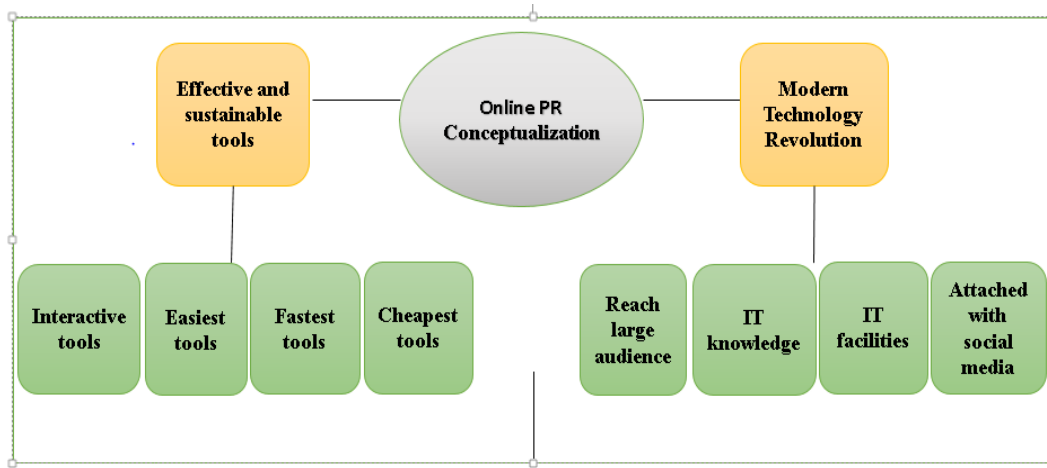 Effective and
sustainable
tools
Online PR
Conceptualization
Modern
Technology
Revolution
Interactive
tools
Easiest
tools
Fastest
tools
Cheapest
tools
Reach
large
audience
IT
knowledge
IT
facilities
Attached
with
social
media